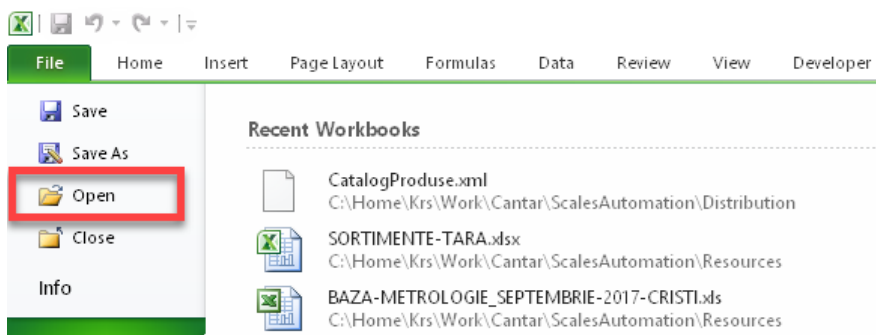 File Home Insert Page Layout Formulas Data Review View Developer
Save
Save As
Open
Close
Info
Recent Workbooks
CatalogProduse.xml
C:\Home\Krs\Work\Cantar\ScalesAutomation\Distribution
SORTIMENTE-TARA.xlsx
C:\Home\Krs\Work\Cantar\ScalesAutomation\Resources
BAZA-METROLOGIE_SEPTEMBRIE-2017-CRISTI.xls
C:\Home\Krs\Work\Cantar\ScalesAutomation\Resources